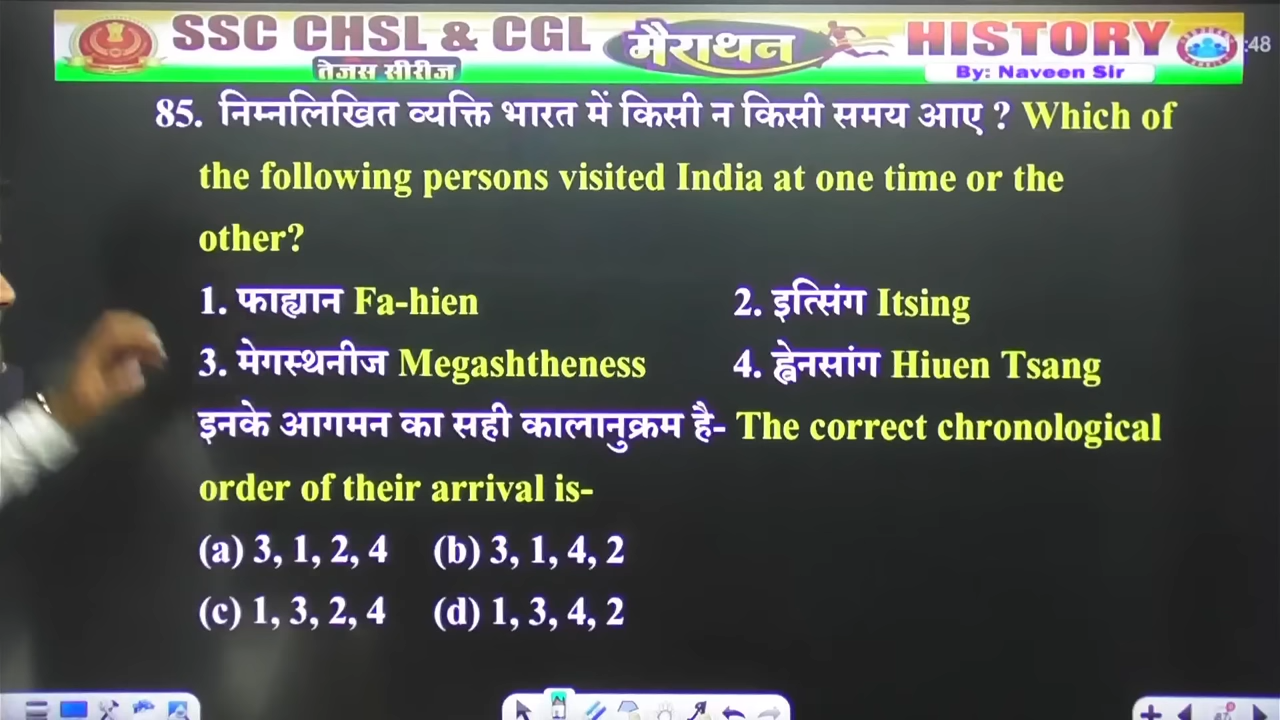 SSC CHSL & CGL
तेजस सीरीज
मैराथन
HISTORY
By: Naveen Sir
:48
85. निम्नलिखित व्यक्ति भारत में किसी न किसी समय आए ? Which of
the following persons visited India at one time or the
other?
1. फाह्यान Fa-hien 2. इत्सिंग Itsing
3. मेगस्थनीज Megashtheness 4. ह्वेनसांग Hiuen Tsang
इनके आगमन का सही कालानुक्रम है- The correct chronological
order of their arrival is-
(a) 3, 1, 2, 4 (b) 3, 1, 4, 2
(c) 1, 3, 2, 4 (d) 1, 3, 4, 2